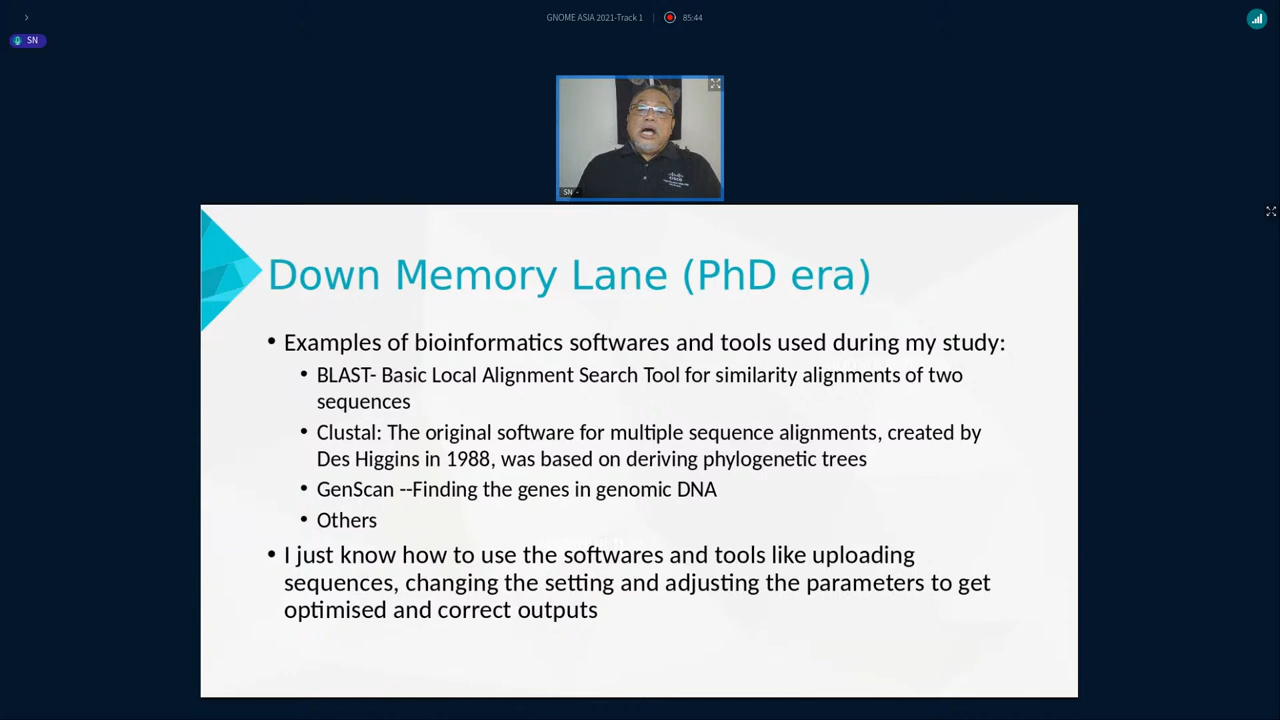 GNOME ASIA 2021-Track 1
85:44
SN
CISCO
SN
Down Memory Lane (PhD era)
• Examples of bioinformatics softwares and tools used during my study:
• BLAST- Basic Local Alignment Search Tool for similarity alignments of two
sequences
• Clustal: The original software for multiple sequence alignments, created by
Des Higgins in 1988, was based on deriving phylogenetic trees
• GenScan --Finding the genes in genomic DNA
• Others
• I just know how to use the softwares and tools like uploading
sequences, changing the setting and adjusting the parameters to get
optimised and correct outputs